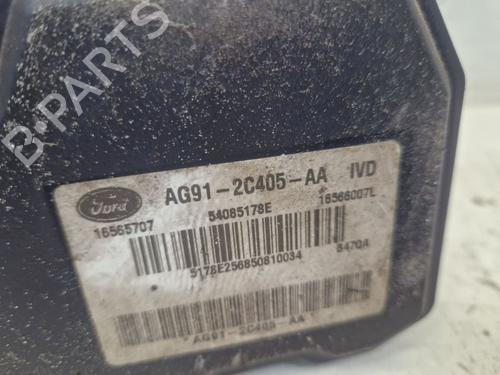 Ford AG91-2C405-AA IVD
16565707 54085178E 16566007L
5178E256850810034 8470A
*AG91-2C405-AA*
B-PARTS